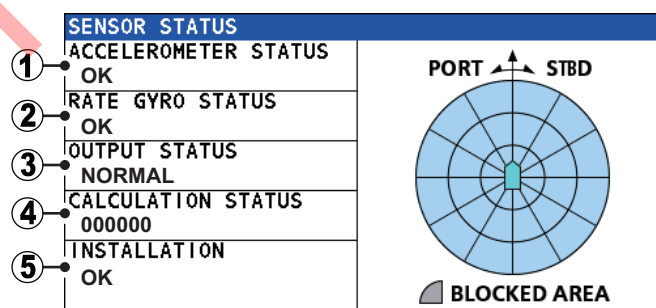 SENSOR STATUS
1 ACCELEROMETER STATUS
OK
2 RATE GYRO STATUS
OK
3 OUTPUT STATUS
NORMAL
4 CALCULATION STATUS
000000
5 INSTALLATION
OK
PORT STBD
BLOCKED AREA